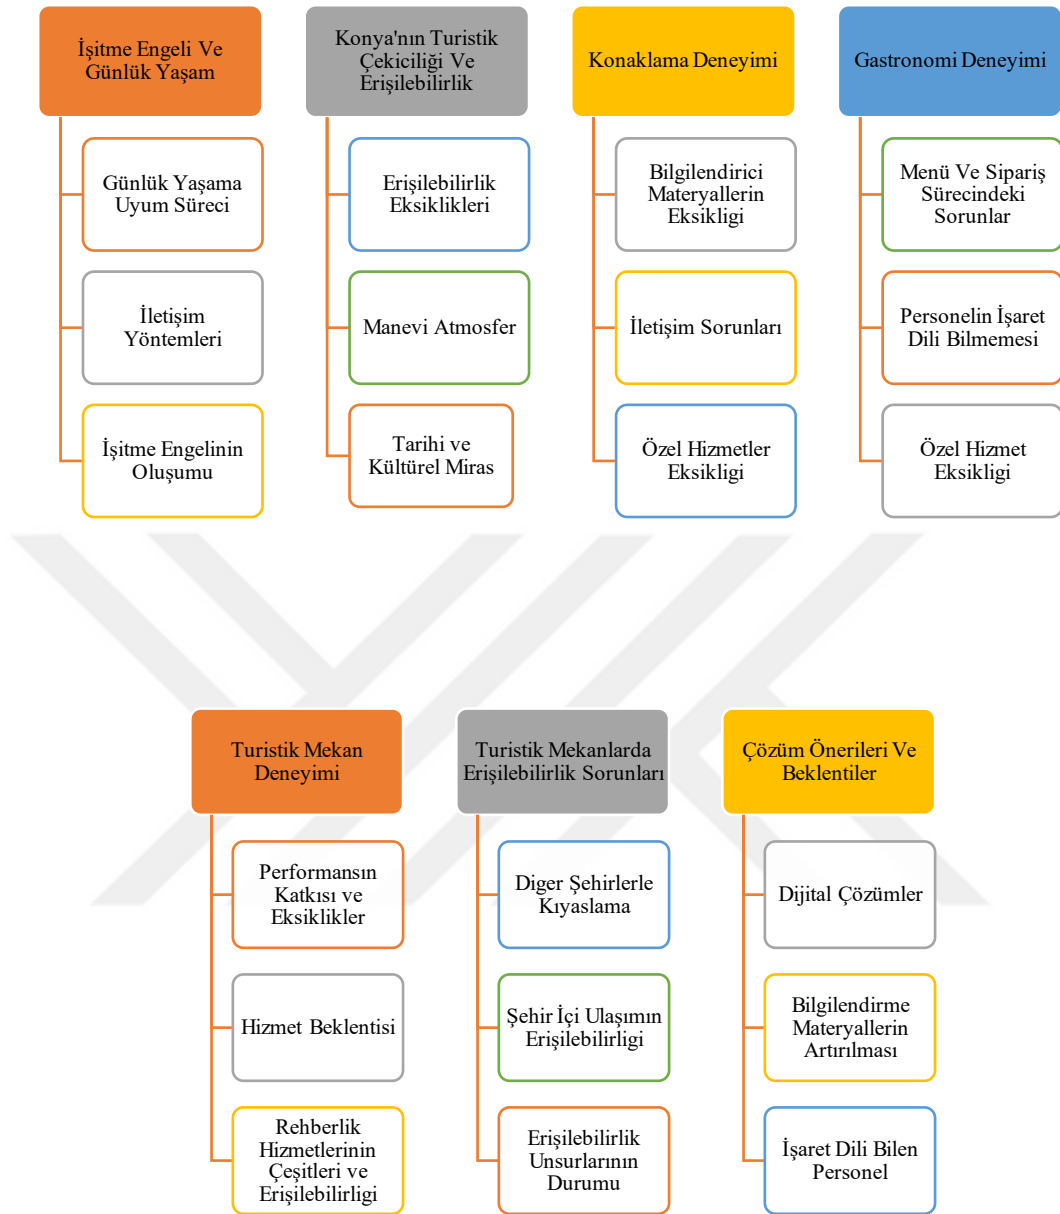 İşitme Engeli Ve
Günlük Yaşam
Günlük Yaşama
Uyum Süreci
İletişim
Yöntemleri
İşitme Engelinin
Oluşumu
Konya'nın Turistik
Çekiciliği Ve
Erişilebilirlik
Erişilebilirlik
Eksiklikleri
Manevi Atmosfer
Tarihi ve
Kültürel Miras
Konaklama Deneyimi
Bilgilendirici
Materyallerin
Eksikligi
İletişim Sorunları
Özel Hizmetler
Eksikligi
Gastronomi Deneyimi
Menü Ve Sipariş
Sürecindeki
Sorunlar
Personelin İşaret
Dili Bilmemesi
Özel Hizmet
Eksikligi
Turistik Mekan
Deneyimi
Performansın
Katkısı ve
Eksiklikler
Hizmet Beklentisi
Rehberlik
Hizmetlerinin
Çeşitleri ve
Erişilebilirligi
Turistik Mekanlarda
Erişilebilirlik Sorunları
Diger Şehirlerle
Kıyaslama
Şehir İçi Ulaşımın
Erişilebilirligi
Erişilebilirlik
Unsurlarının
Durumu
Çözüm Önerileri Ve
Beklentiler
Dijital Çözümler
Bilgilendirme
Materyallerin
Artırılması
İşaret Dili Bilen
Personel